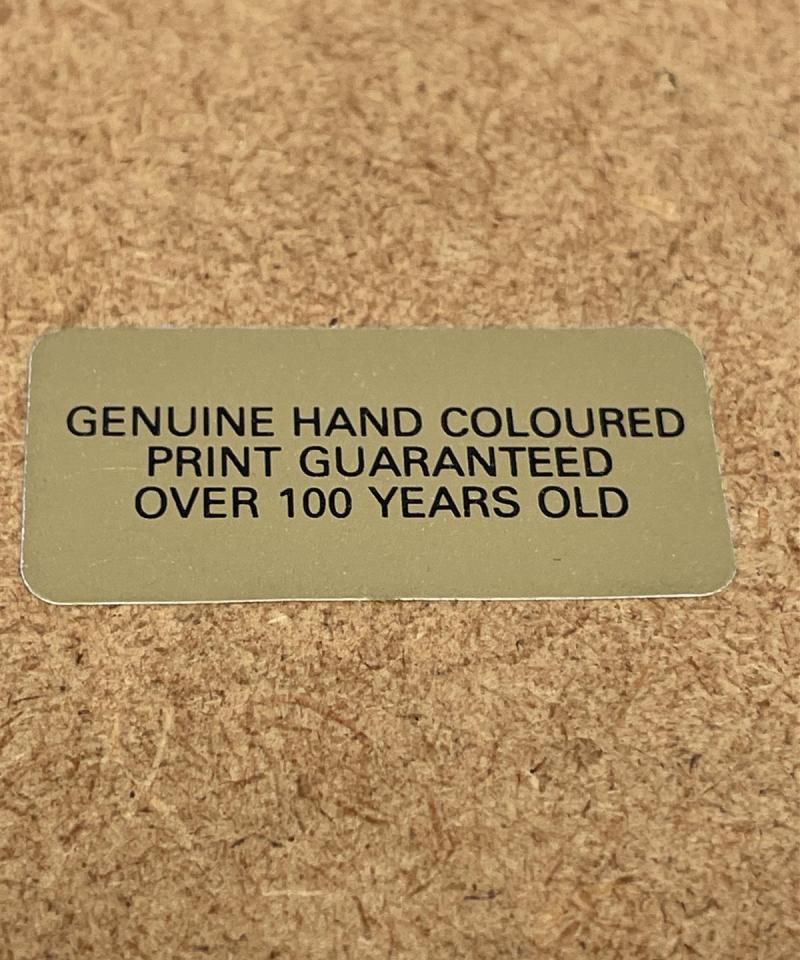 GENUINE HAND COLOURED
PRINT GUARANTEED
OVER 100 YEARS OLD